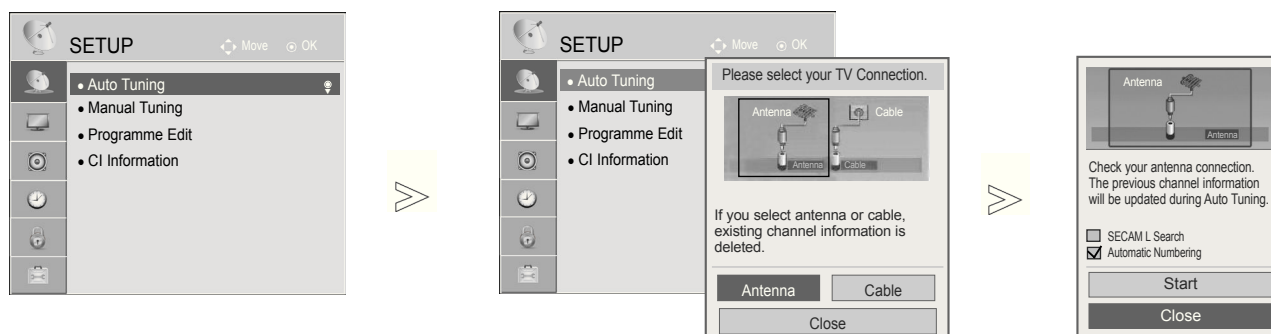 SETUP
Move OK
• Auto Tuning
• Manual Tuning
• Programme Edit
• CI Information
>
SETUP
Move OK
• Auto Tuning
• Manual Tuning
• Programme Edit
• CI Information
Please select your TV Connection.
Antenna Cable
Antenna Cable
If you select antenna or cable,
existing channel information is
deleted.
Antenna Cable
Close
>
Antenna
Antenna
Check your antenna connection.
The previous channel information
will be updated during Auto Tuning.
SECAM L Search
Automatic Numbering
Start
Close